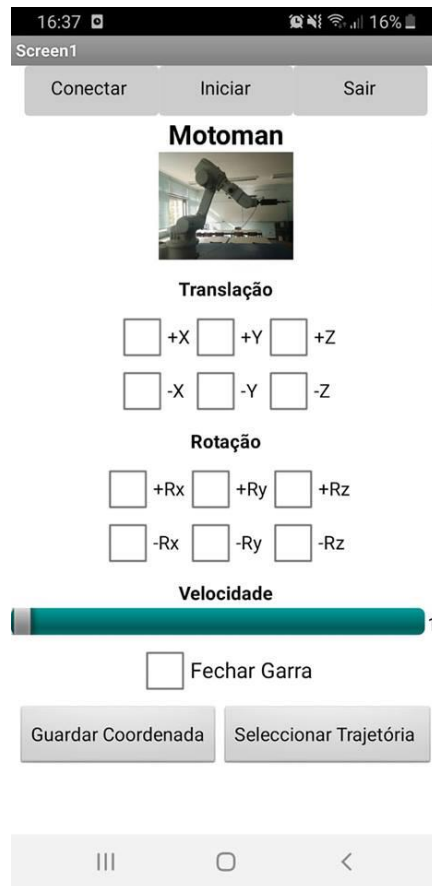 16:37 16%
Screen1
Conectar Iniciar Sair
Motoman
Translação
+X +Y +Z
-X -Y -Z
Rotação
+Rx +Ry +Rz
-Rx -Ry -Rz
Velocidade
Fechar Garra
Guardar Coordenada Seleccionar Trajetória